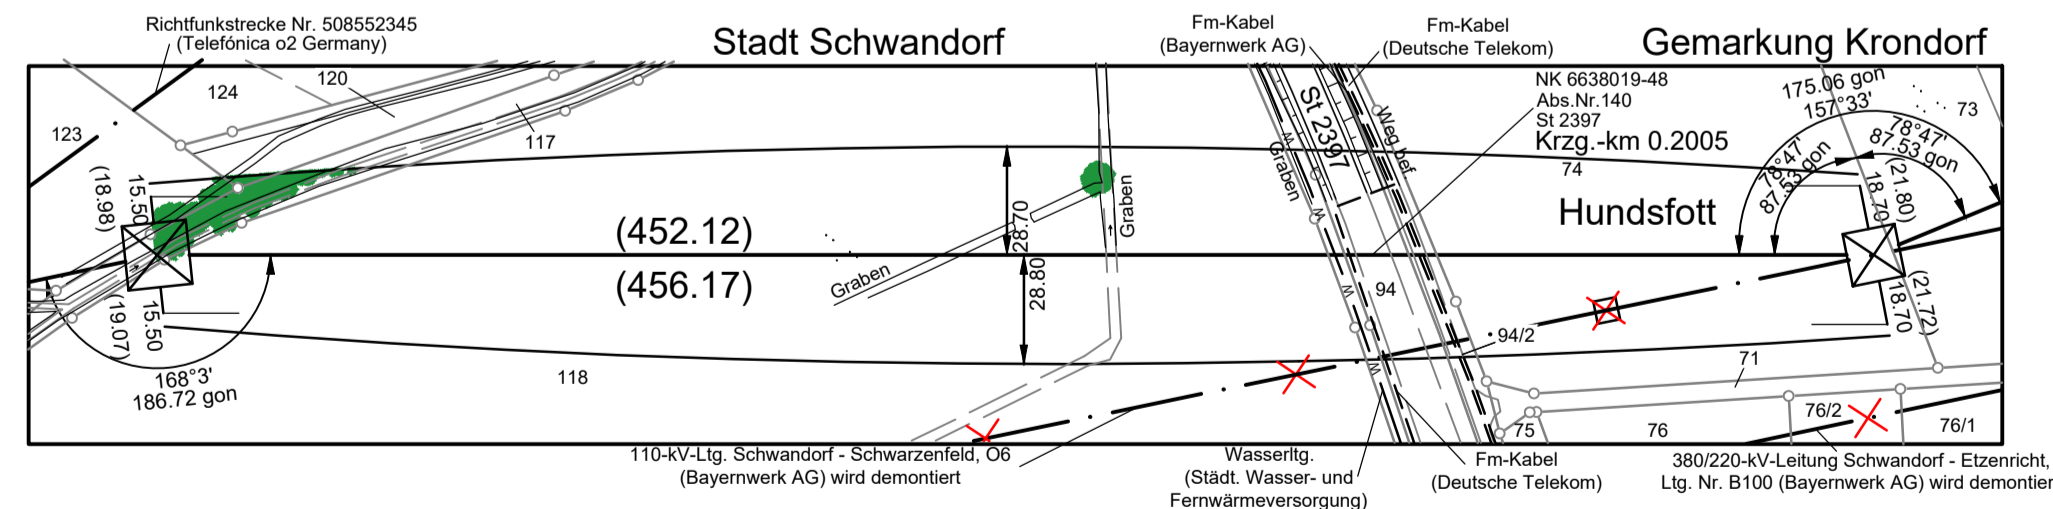 Richtfunkstrecke Nr. 508552345
(Telefónica o2 Germany)
Stadt Schwandorf
Fm-Kabel
(Bayernwerk AG)
Fm-Kabel
(Deutsche Telekom)
Gemarkung Krondorf
123
124
120
117
NK 6638019-48
Abs.Nr.140
St 2397
Krzg.-km 0.2005
74
175.06 gon
157°33'
73
78°47'
87.53 gon
78°47'
87.53 gon
(18.98)
15.50
(452.12)
(456.17)
28.70
28.80
Graben
Graben
Graben
W
St 2397
Weg bef.
W
Hundsfott
18.70
(21.80)
15.50
(19.07)
168°3'
186.72 gon
118
W
W
94
94/2
18.70
(21.72)
71
75
76
76/2
76/1
110-kV-Ltg. Schwandorf - Schwarzenfeld, O6
(Bayernwerk AG) wird demontiert
Wasserltg.
(Städt. Wasser- und
Fernwärmeversorgung)
Fm-Kabel
(Deutsche Telekom)
380/220-kV-Leitung Schwandorf - Etzenricht,
Ltg. Nr. B100 (Bayernwerk AG) wird demontier